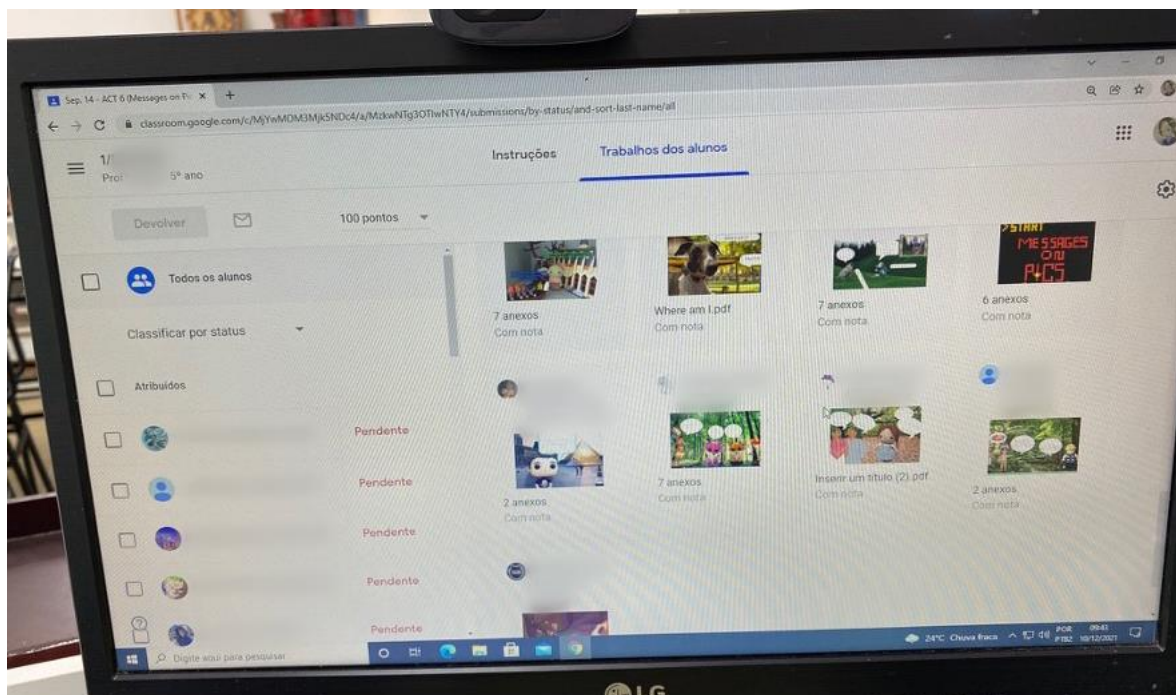 Sep. 14 - ACT 6 (Messages on Pi
classroom.google.com/c/MjYwMDM3Mjk5NDc4/a/MzkwNTg3OTIwNTY4/submissions/by-status/and-sort-last-name/all
1/
Prof
5º ano
Instruções
Trabalhos dos alunos
Devolver
100 pontos
Todos os alunos
Classificar por status
Atribuídos
Pendente
Pendente
Pendente
Pendente
Pendente
7 anexos
Com nota
Where am I.pdf
Com nota
7 anexos
Com nota
>START
MESSAGES
ON
PICS
6 anexos
Com nota
2 anexos
Com nota
7 anexos
Com nota
Inserir um título (2).pdf
Com nota
2 anexos
Com nota
Digite aqui para pesquisar
24°C Chuva fraca
POR
PTB2
09:43
10/12/2021
LG